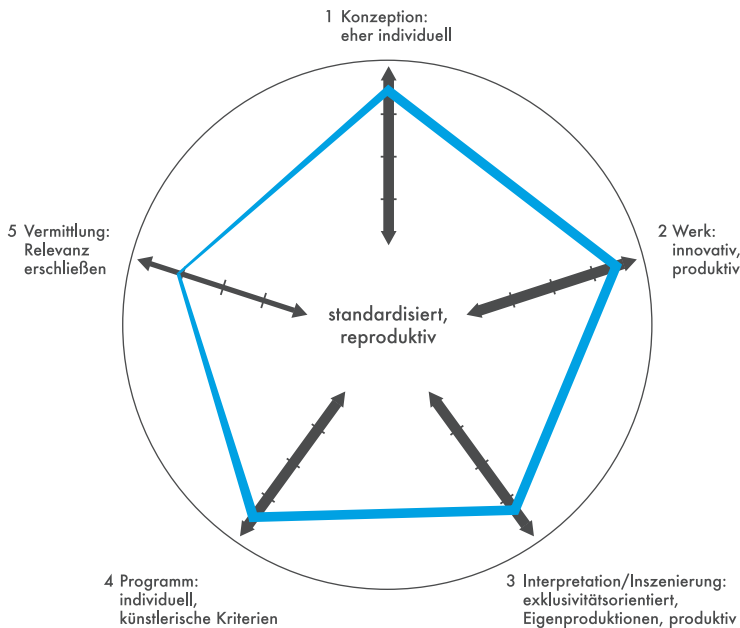 1 Konzeption:
eher individuell
5 Vermittlung:
Relevanz
erschließen
2 Werk:
innovativ,
produktiv
standardisiert,
reproduktiv
4 Programm:
individuell,
künstlerische Kriterien
3 Interpretation/Inszenierung:
exklusivitätsorientiert,
Eigenproduktionen, produktiv